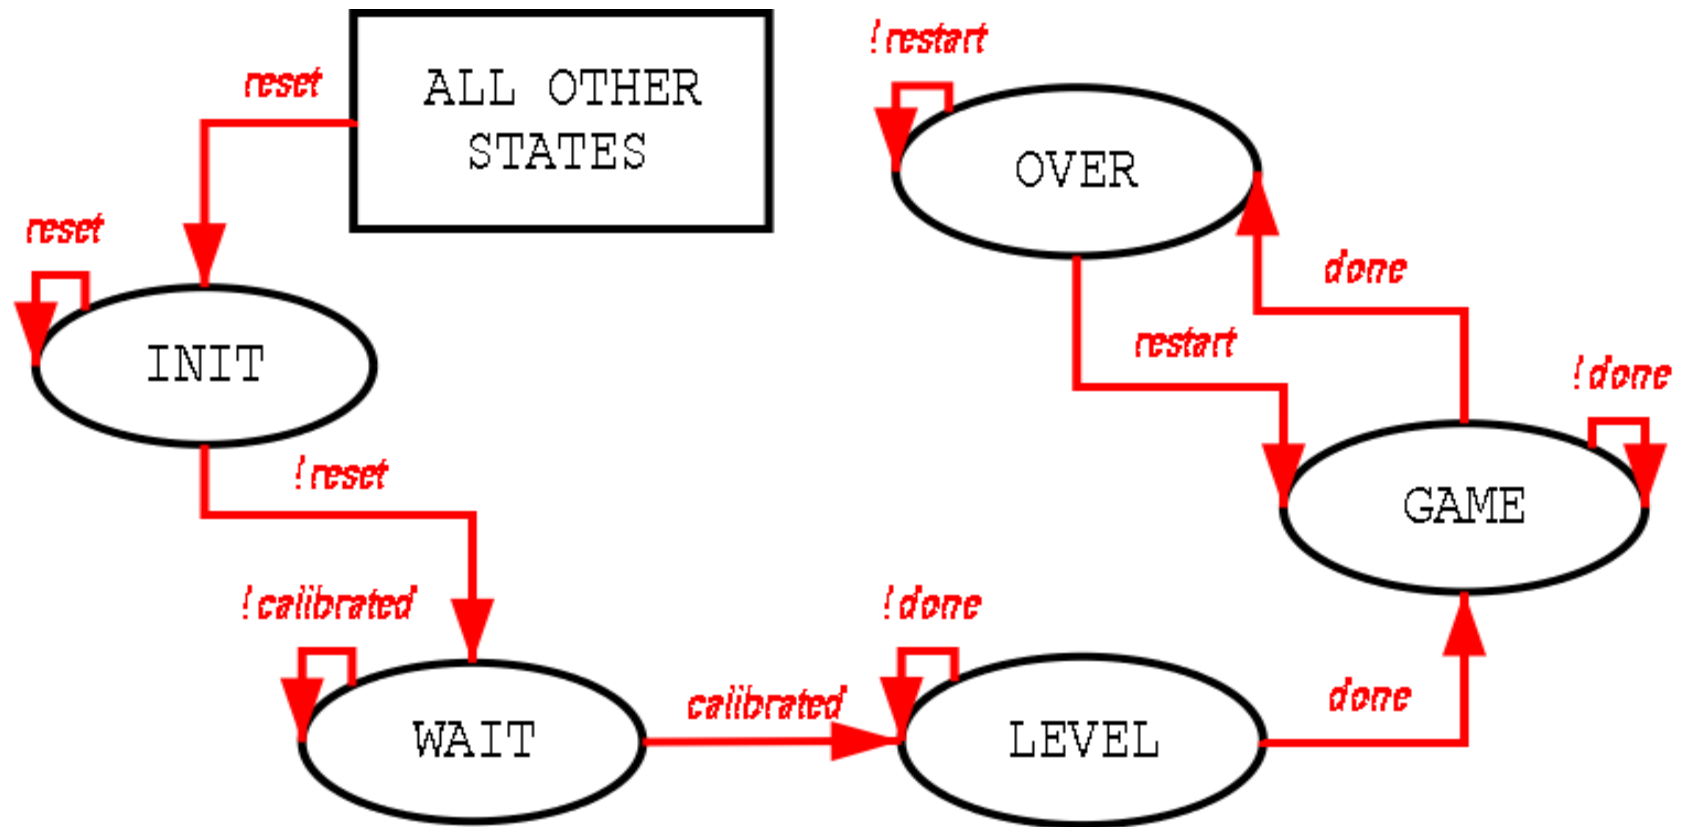 !restart
reset
ALL OTHER
STATES
OVER
reset
done
INIT
restart
!done
!reset
GAME
!calibrated
!done
calibrated
done
WAIT
LEVEL